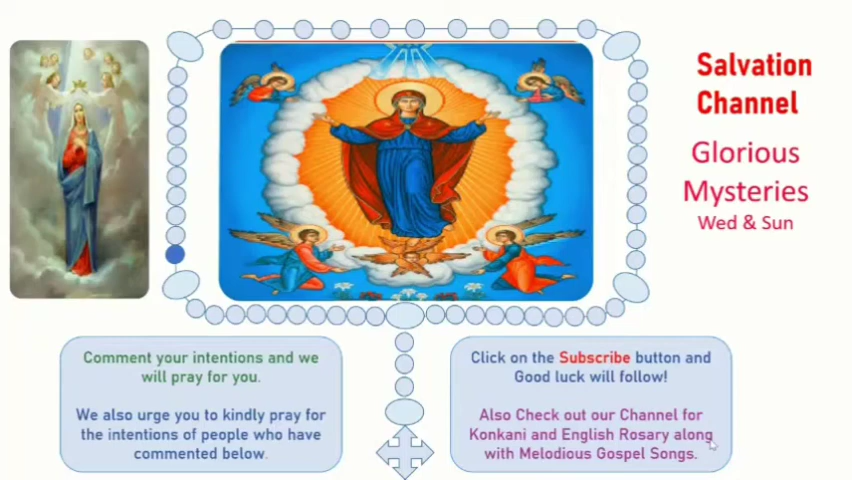 Salvation
Channel
Glorious
Mysteries
Wed & Sun
Comment your intentions and we
will pray for you.
We also urge you to kindly pray for
the intentions of people who have
commented below.
Click on the Subscribe button and
Good luck will follow!
Also Check out our Channel for
Konkani and English Rosary along
with Melodious Gospel Songs.